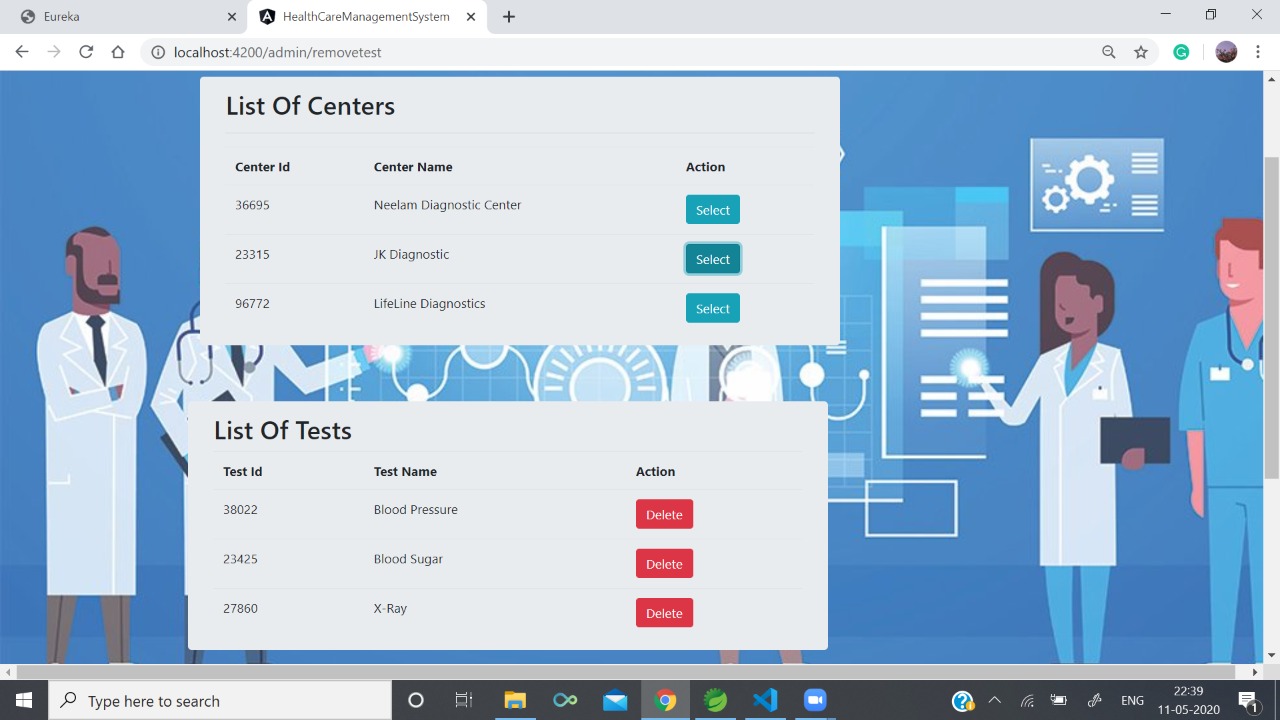 Eureka
HealthCareManagementSystem
localhost:4200/admin/removetest
List Of Centers
Center Id Center Name Action
36695 Neelam Diagnostic Center Select
23315 JK Diagnostic Select
96772 LifeLine Diagnostics Select
List Of Tests
Test Id Test Name Action
38022 Blood Pressure Delete
23425 Blood Sugar Delete
27860 X-Ray Delete
Type here to search
ENG
22:39
11-05-2020
1